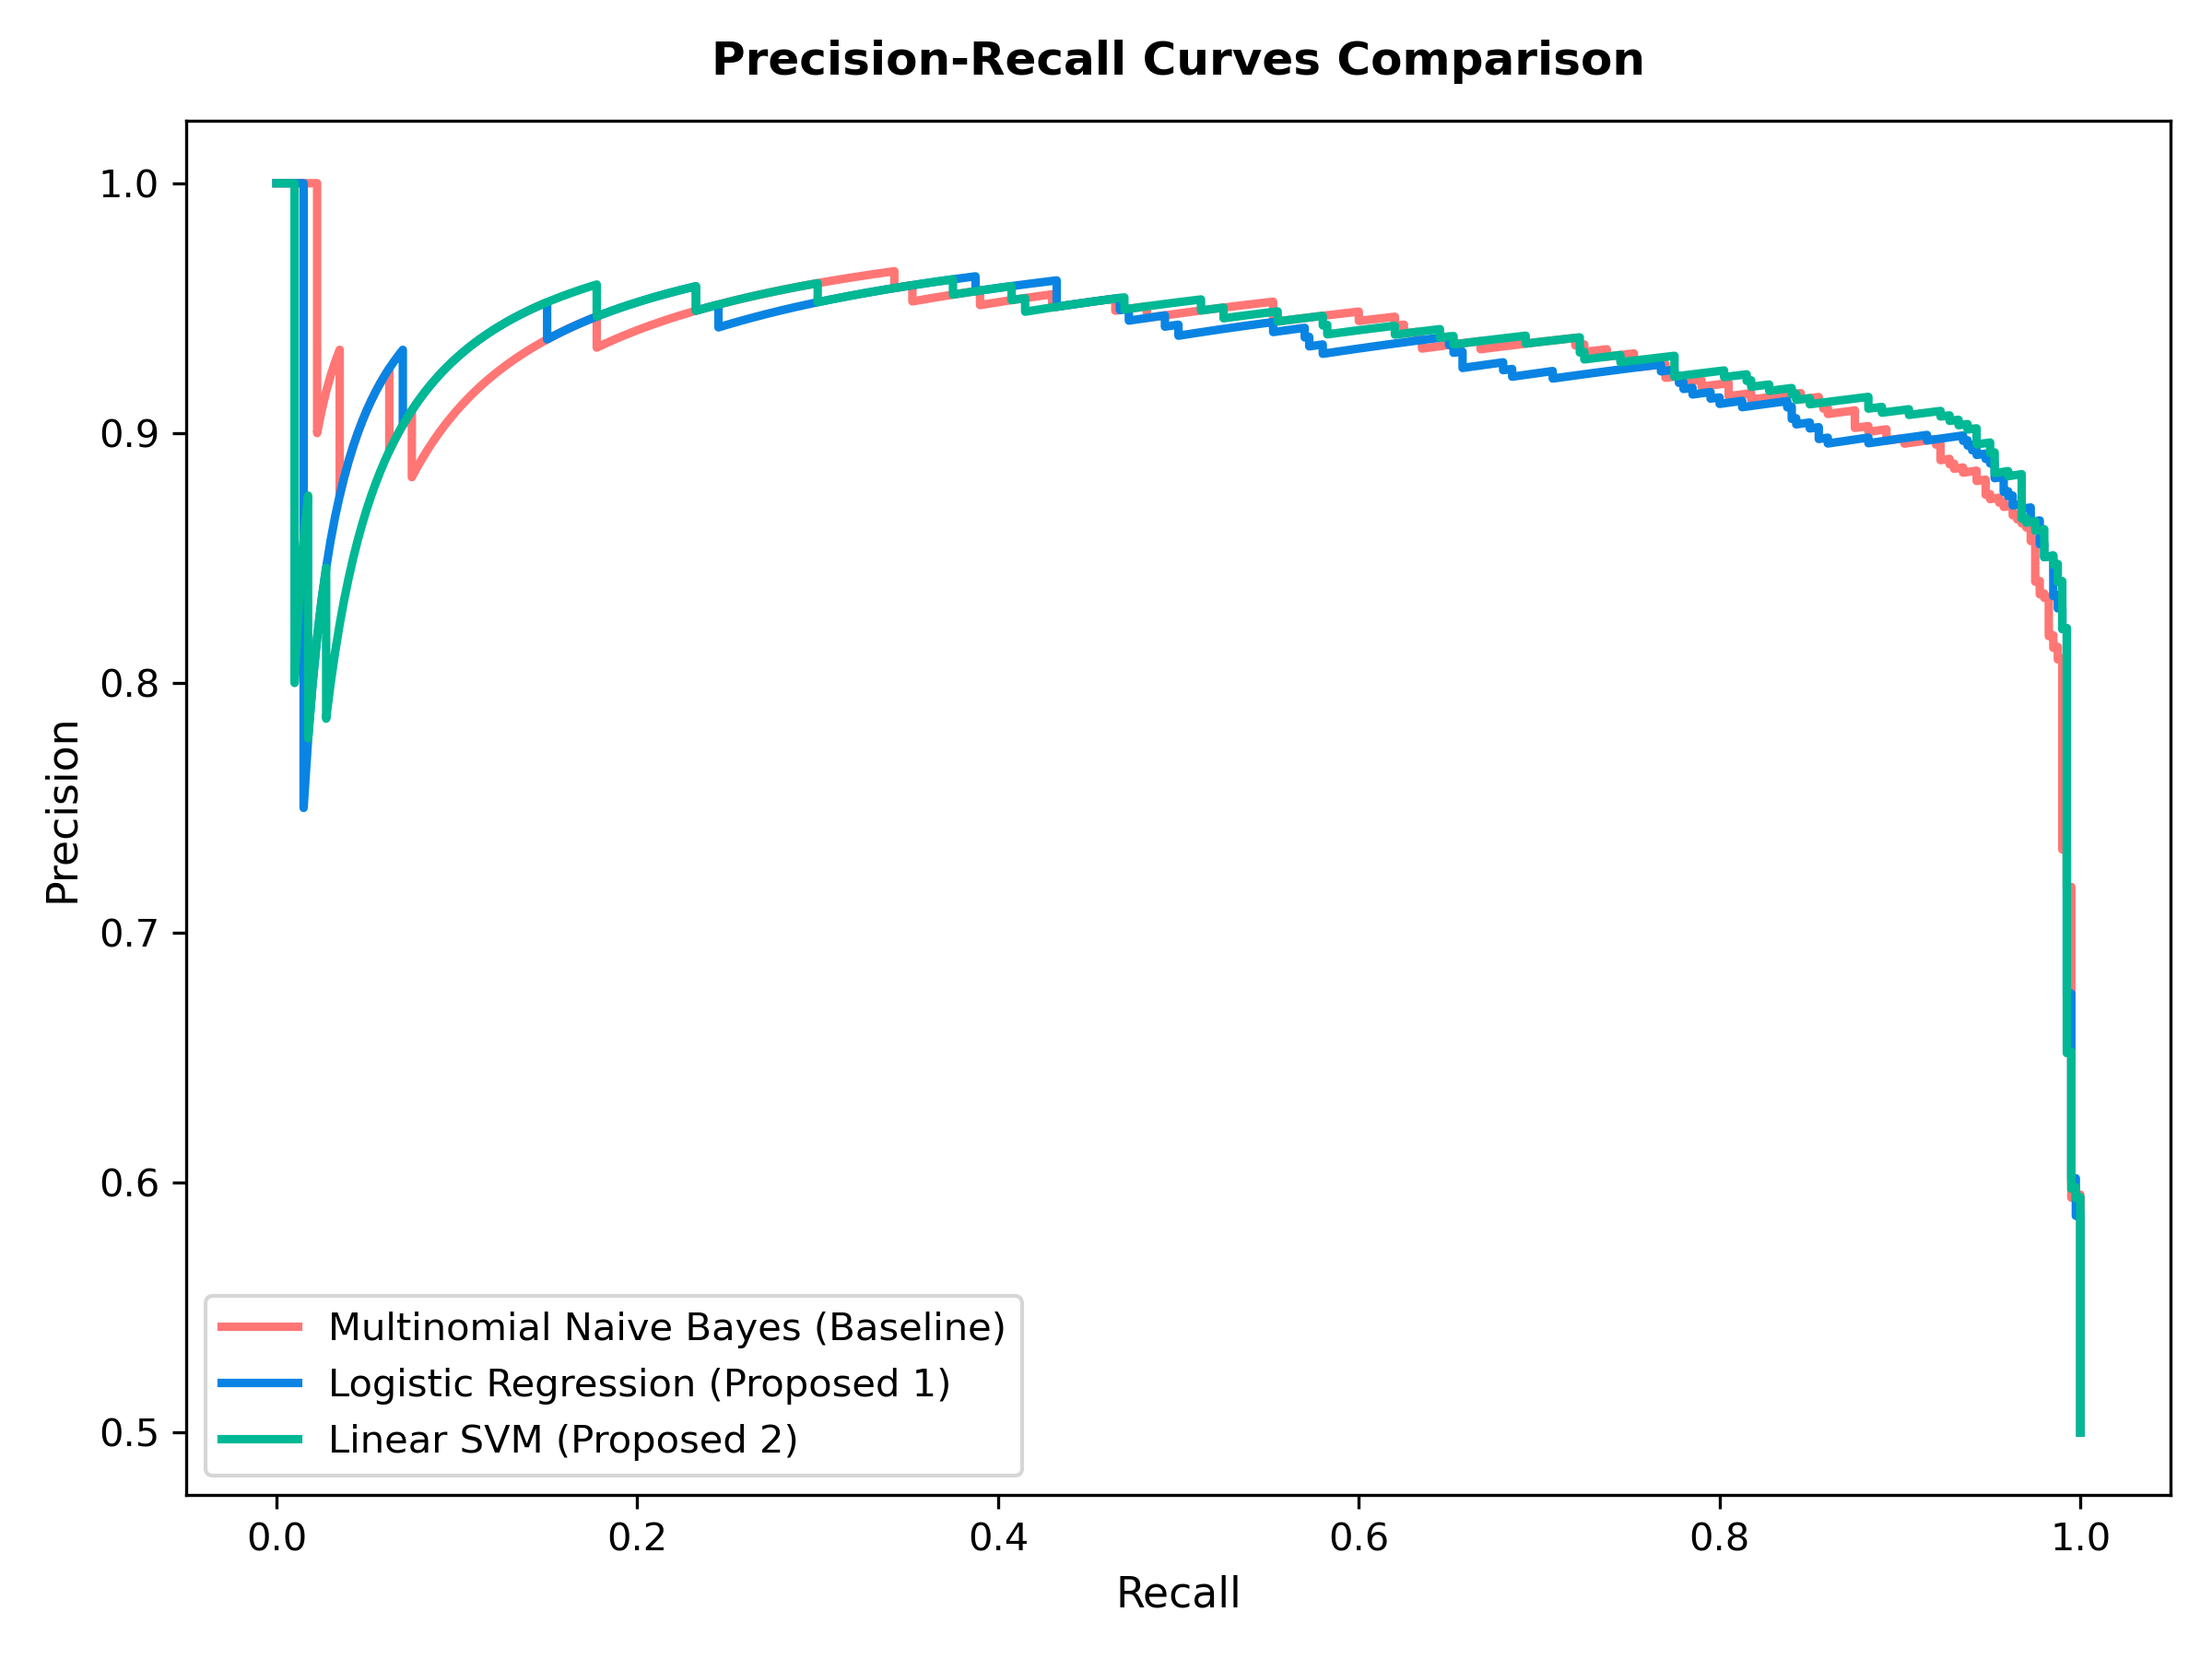 Precision-Recall Curves Comparison
1.0
0.9
0.8
0.7
0.6
0.5
Precision
Multinomial Naive Bayes (Baseline)
Logistic Regression (Proposed 1)
Linear SVM (Proposed 2)
0.0 0.2 0.4 0.6 0.8 1.0
Recall